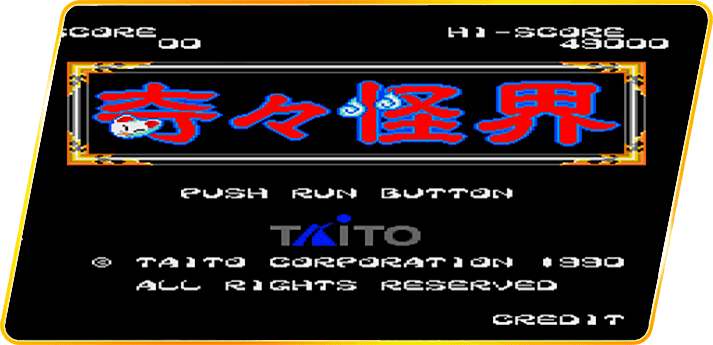 SCORE HI-SCORE
00 49000
奇々怪界
PUSH RUN BUTTON
TAITO
© TAITO CORPORATION 1990
ALL RIGHTS RESERVED
CREDIT